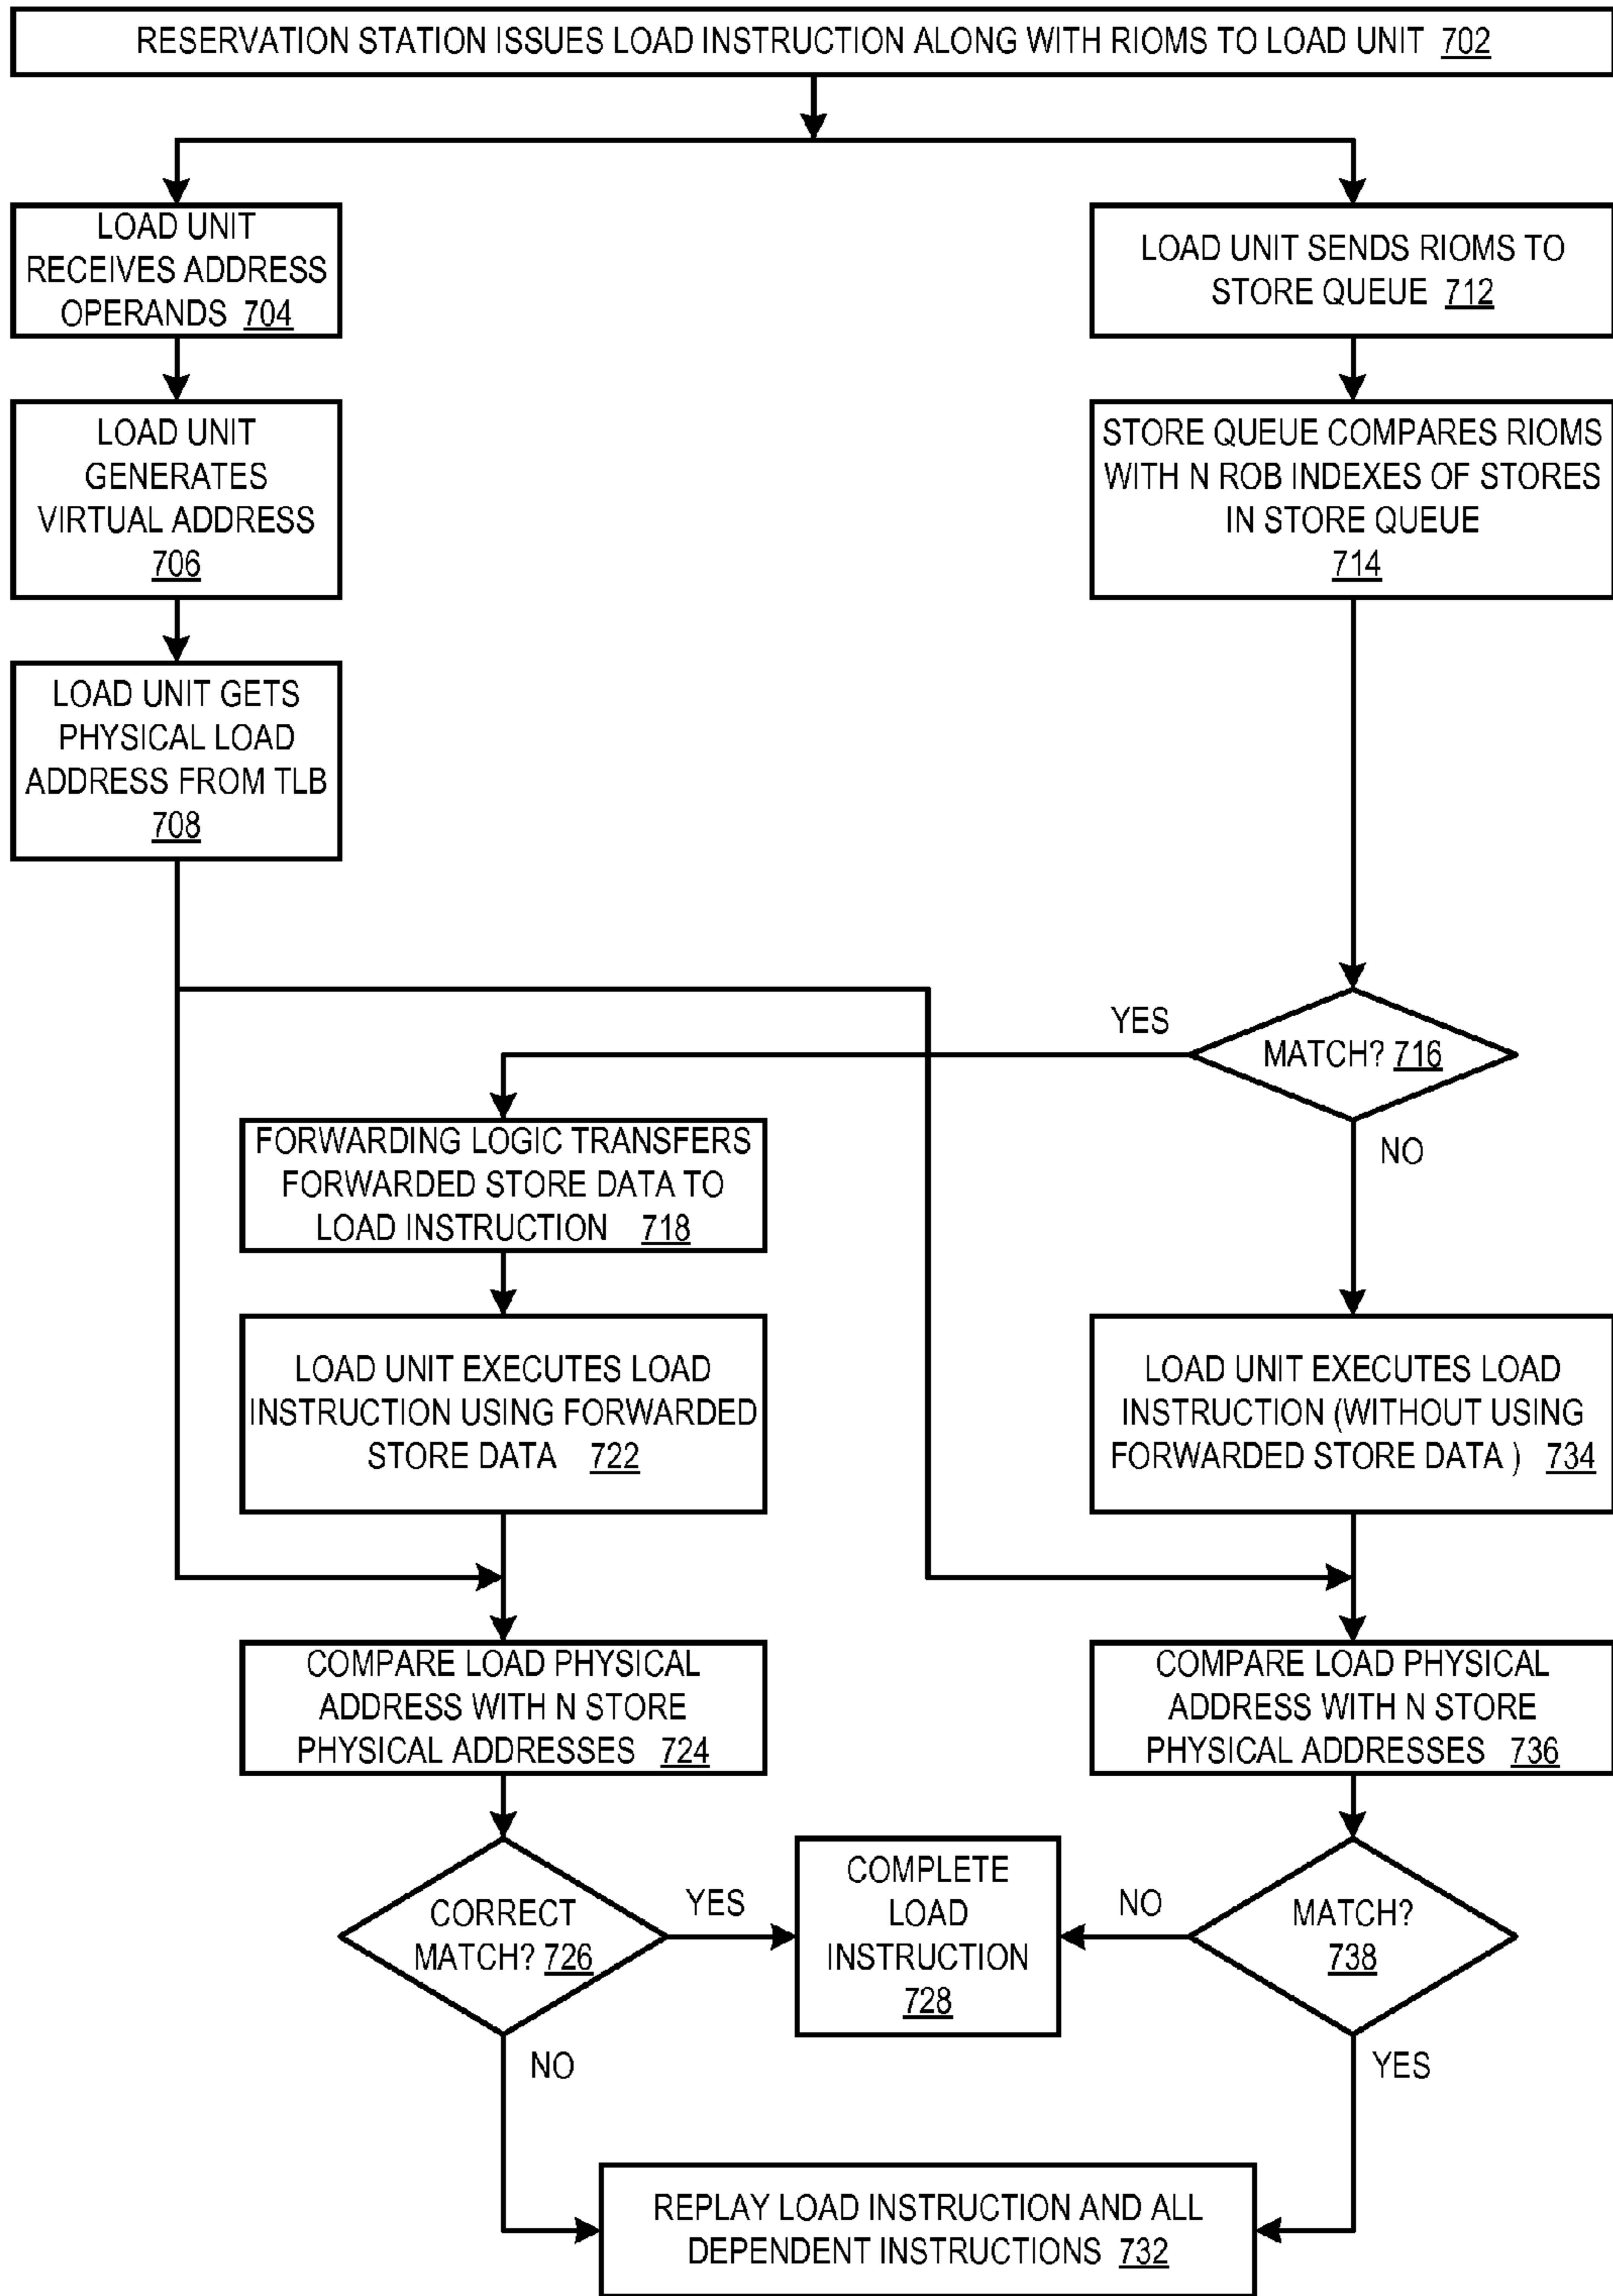 RESERVATION STATION ISSUES LOAD INSTRUCTION ALONG WITH RIOMS TO LOAD UNIT 702
LOAD UNIT
RECEIVES ADDRESS
OPERANDS 704
LOAD UNIT SENDS RIOMS TO
STORE QUEUE 712
LOAD UNIT
GENERATES
VIRTUAL ADDRESS
706
STORE QUEUE COMPARES RIOMS
WITH N ROB INDEXES OF STORES
IN STORE QUEUE
714
LOAD UNIT GETS
PHYSICAL LOAD
ADDRESS FROM TLB
708
YES
MATCH? 716
NO
FORWARDING LOGIC TRANSFERS
FORWARDED STORE DATA TO
LOAD INSTRUCTION 718
LOAD UNIT EXECUTES LOAD
INSTRUCTION USING FORWARDED
STORE DATA 722
LOAD UNIT EXECUTES LOAD
INSTRUCTION (WITHOUT USING
FORWARDED STORE DATA ) 734
COMPARE LOAD PHYSICAL
ADDRESS WITH N STORE
PHYSICAL ADDRESSES 724
COMPARE LOAD PHYSICAL
ADDRESS WITH N STORE
PHYSICAL ADDRESSES 736
CORRECT
MATCH? 726
YES
COMPLETE
LOAD
INSTRUCTION
728
NO
MATCH?
738
NO
YES
REPLAY LOAD INSTRUCTION AND ALL
DEPENDENT INSTRUCTIONS 732